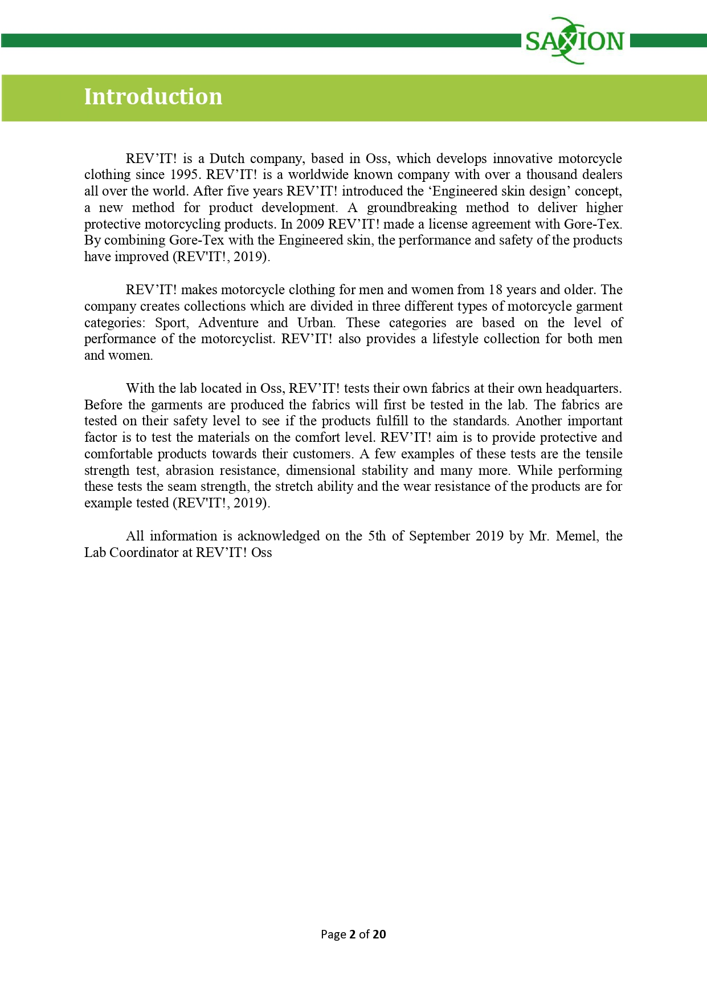 SAXION
Introduction
REV’IT! is a Dutch company, based in Oss, which develops innovative motorcycle
clothing since 1995. REV’IT! is a worldwide known company with over a thousand dealers
all over the world. After five years REV’IT! introduced the ‘Engineered skin design’ concept,
a new method for product development. A groundbreaking method to deliver higher
protective motorcycling products. In 2009 REV’IT! made a license agreement with Gore-Tex.
By combining Gore-Tex with the Engineered skin, the performance and safety of the products
have improved (REV'IT!, 2019).
REV’IT! makes motorcycle clothing for men and women from 18 years and older. The
company creates collections which are divided in three different types of motorcycle garment
categories: Sport, Adventure and Urban. These categories are based on the level of
performance of the motorcyclist. REV’IT! also provides a lifestyle collection for both men
and women.
With the lab located in Oss, REV’IT! tests their own fabrics at their own headquarters.
Before the garments are produced the fabrics will first be tested in the lab. The fabrics are
tested on their safety level to see if the products fulfill to the standards. Another important
factor is to test the materials on the comfort level. REV’IT! aim is to provide protective and
comfortable products towards their customers. A few examples of these tests are the tensile
strength test, abrasion resistance, dimensional stability and many more. While performing
these tests the seam strength, the stretch ability and the wear resistance of the products are for
example tested (REV'IT!, 2019).
All information is acknowledged on the 5th of September 2019 by Mr. Memel, the
Lab Coordinator at REV’IT! Oss
Page 2 of 20